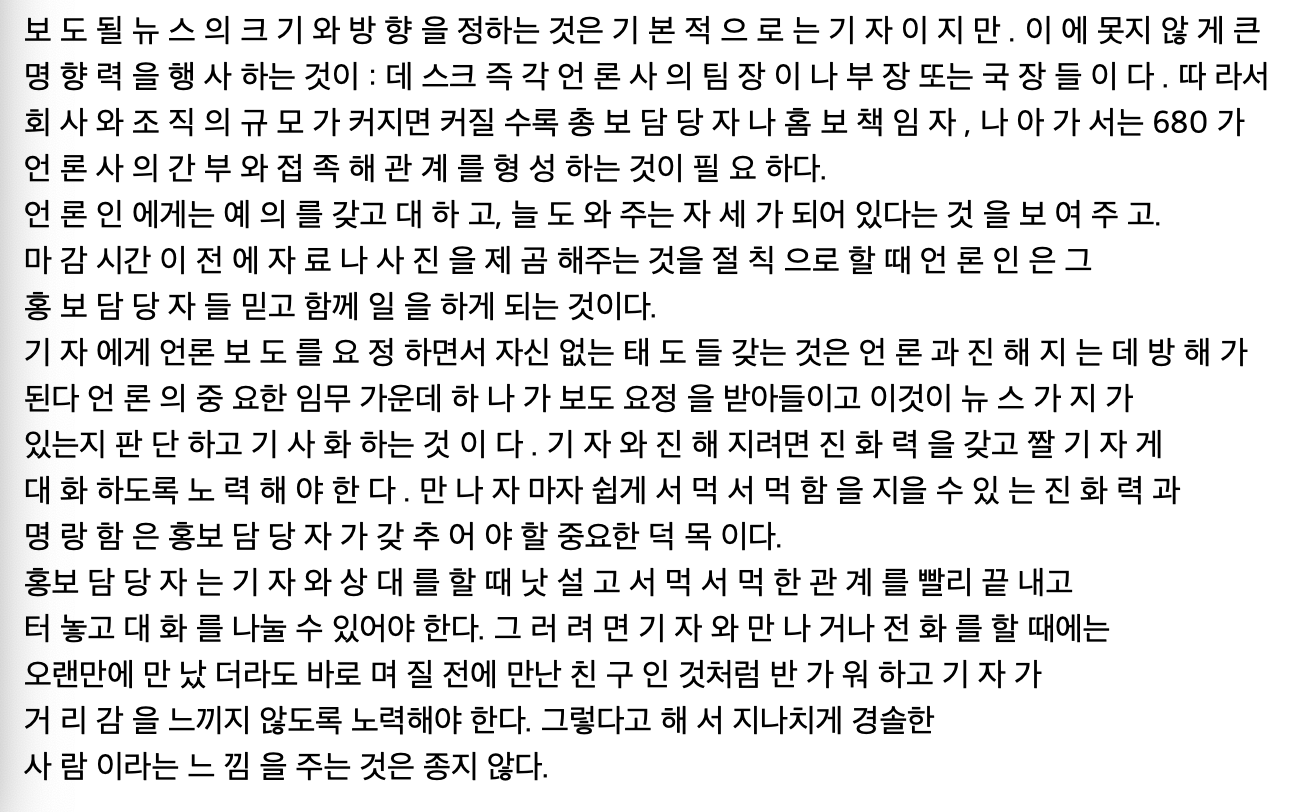 보 도 될 뉴 스 의 크 기 와 방 향 을 정하는 것은 기 본 적 으 로 는 기 자 이 지 만 . 이 에 못지 않 게 큰
명 향 력 을 행 사 하는 것이 : 데 스크 즉 각 언 론 사 의 팀 장 이 나 부 장 또는 국 장 들 이 다 . 따 라서
회 사 와 조 직 의 규 모 가 커지면 커질 수록 총 보 담 당 자 나 홈 보 책 임 자 , 나 아 가 서는 680 가
언 론 사 의 간 부 와 접 족 해 관 계 를 형 성 하는 것이 필 요 하다.
언 론 인 에게는 예 의 를 갖고 대 하 고, 늘 도 와 주는 자 세 가 되어 있다는 것 을 보 여 주 고.
마 감 시간 이 전 에 자 료 나 사 진 을 제 곰 해주는 것을 절 칙 으로 할 때 언 론 인 은 그
홍 보 담 당 자 들 믿고 함께 일 을 하게 되는 것이다.
기 자 에게 언론 보 도 를 요 정 하면서 자신 없는 태 도 들 갖는 것은 언 론 과 진 해 지 는 데 방 해 가
된다 언 론 의 중 요한 임무 가운데 하 나 가 보도 요정 을 받아들이고 이것이 뉴 스 가 지 가
있는지 판 단 하고 기 사 화 하는 것 이 다 . 기 자 와 진 해 지려면 진 화 력 을 갖고 짤 기 자 게
대 화 하도록 노 력 해 야 한 다 . 만 나 자 마자 쉽게 서 먹 서 먹 함 을 지을 수 있 는 진 화 력 과
명 랑 함 은 홍보 담 당 자 가 갖 추 어 야 할 중요한 덕 목 이다.
홍보 담 당 자 는 기 자 와 상 대 를 할 때 낫 설 고 서 먹 서 먹 한 관 계 를 빨리 끝 내고
터 놓고 대 화 를 나눌 수 있어야 한다. 그 러 려 면 기 자 와 만 나 거나 전 화 를 할 때에는
오랜만에 만 났 더라도 바로 며 질 전에 만난 친 구 인 것처럼 반 가 워 하고 기 자 가
거 리 감 을 느끼지 않도록 노력해야 한다. 그렇다고 해 서 지나치게 경솔한
사 람 이라는 느 낌 을 주는 것은 종지 않다.